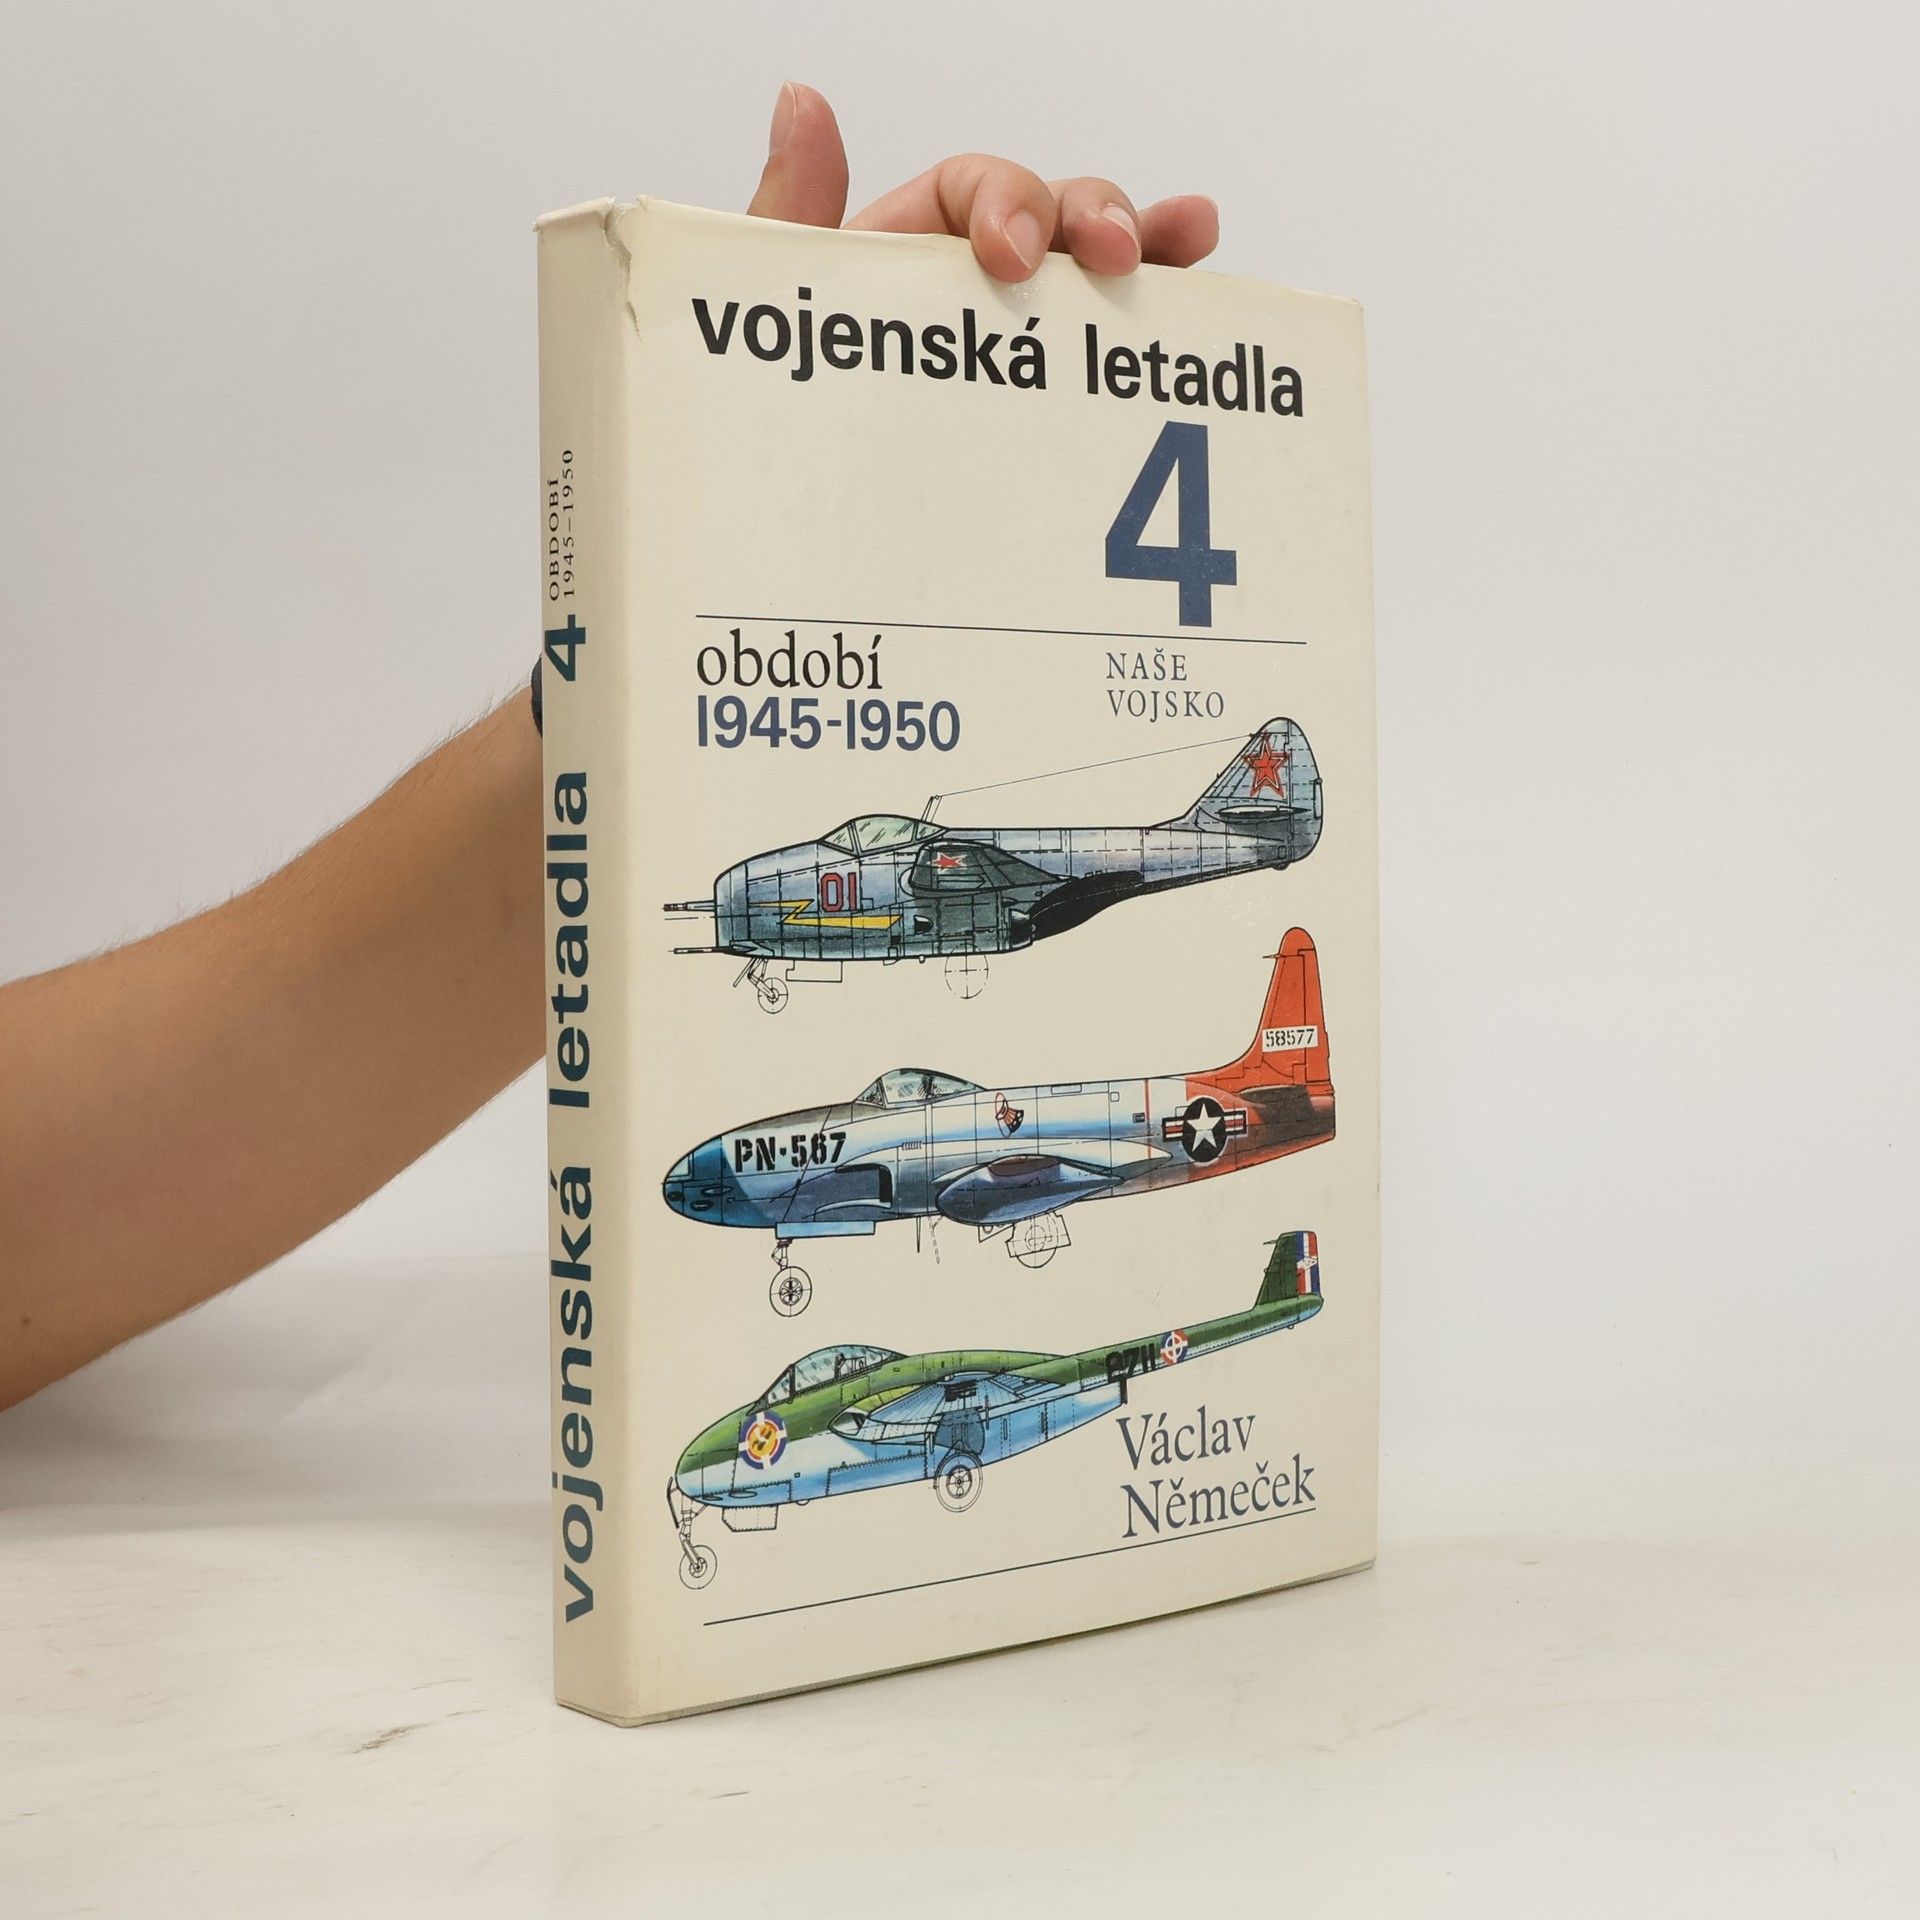 vojenská letadla
4
období
1945-1950
NAŠE
VOJSKO
01
58577
PN·567
8711
Václav
Němeček
vojenská letadla 4 OBDOBÍ
1945–1950